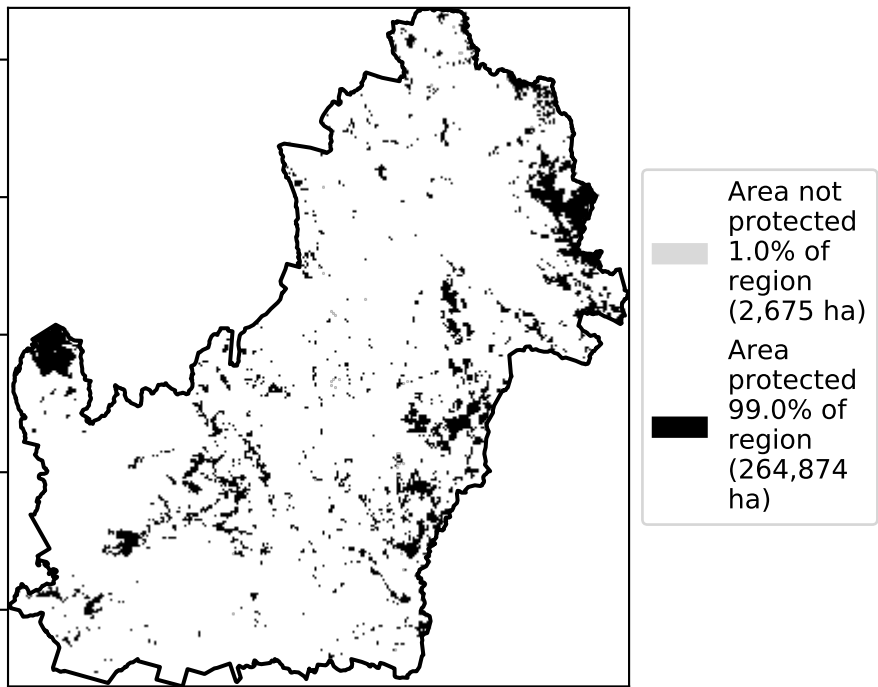 Area not
protected
1.0% of
region
(2,675 ha)
Area
protected
99.0% of
region
(264,874
ha)